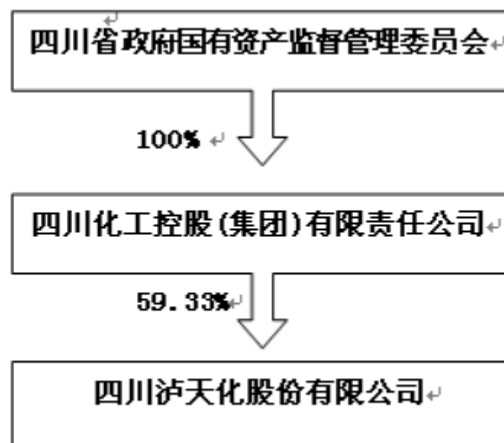 四川省政府国有资产监督管理委员会
100%
四川化工控股(集团)有限责任公司
59.33%
四川泸天化股份有限公司